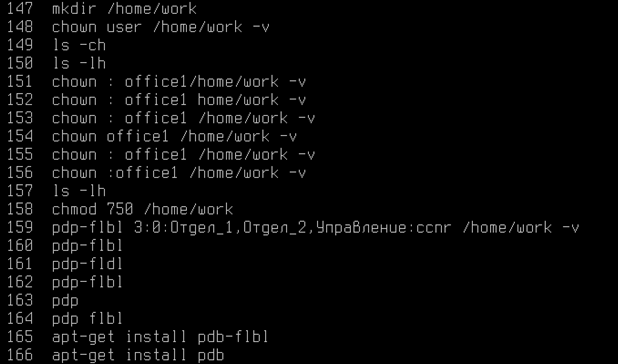 147 mkdir /home/work
148 chown user /home/work -v
149 ls -ch
150 ls -lh
151 chown : office1/home/work -v
152 chown : office1 home/work -v
153 chown : office1 /home/work -v
154 chown office1 /home/work -v
155 chown : office1 /home/work -v
156 chown :office1 /home/work -v
157 ls -lh
158 chmod 750 /home/work
159 pdp-flbl 3:0:Отдел_1,Отдел_2,Управление:ccnr /home/work -v
160 pdp-flbl
161 pdp-fldl
162 pdp-flbl
163 pdp
164 pdp flbl
165 apt-get install pdb-flbl
166 apt-get install pdb